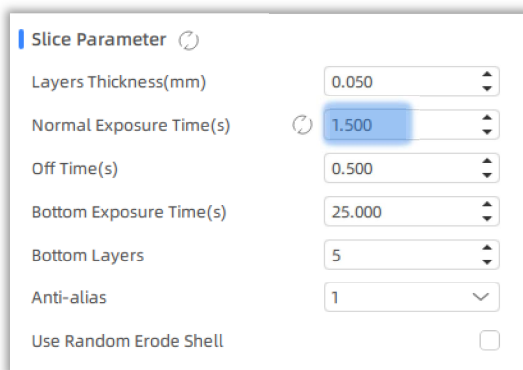 Slice Parameter
Layers Thickness(mm) 0.050
Normal Exposure Time(s) 1.500
Off Time(s) 0.500
Bottom Exposure Time(s) 25.000
Bottom Layers 5
Anti-alias 1
Use Random Erode Shell